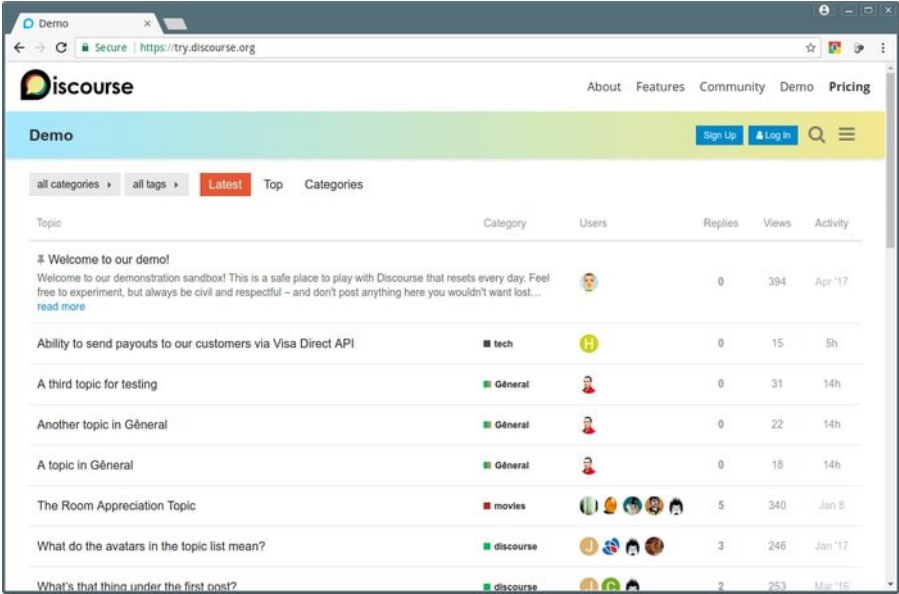 Demo
Secure https://try.discourse.org
Discourse About Features Community Demo Pricing
Demo Sign Up Log In
all categories all tags Latest Top Categories
Topic Category Users Replies Views Activity
Welcome to our demo!
Welcome to our demonstration sandbox! This is a safe place to play with Discourse that resets every day. Feel
free to experiment, but always be civil and respectful – and don't post anything here you wouldn't want lost…
read more
0 394 Apr '17
Ability to send payouts to our customers via Visa Direct API tech H 0 15 5h
A third topic for testing Gêneral 0 31 14h
Another topic in Gêneral Gêneral 0 22 14h
A topic in Gêneral Gêneral 0 18 14h
The Room Appreciation Topic movies 5 340 Jan 8
What do the avatars in the topic list mean? discourse J 3 246 Jan '17
What's that thing under the first post? discourse J C 2 253 Mar '16